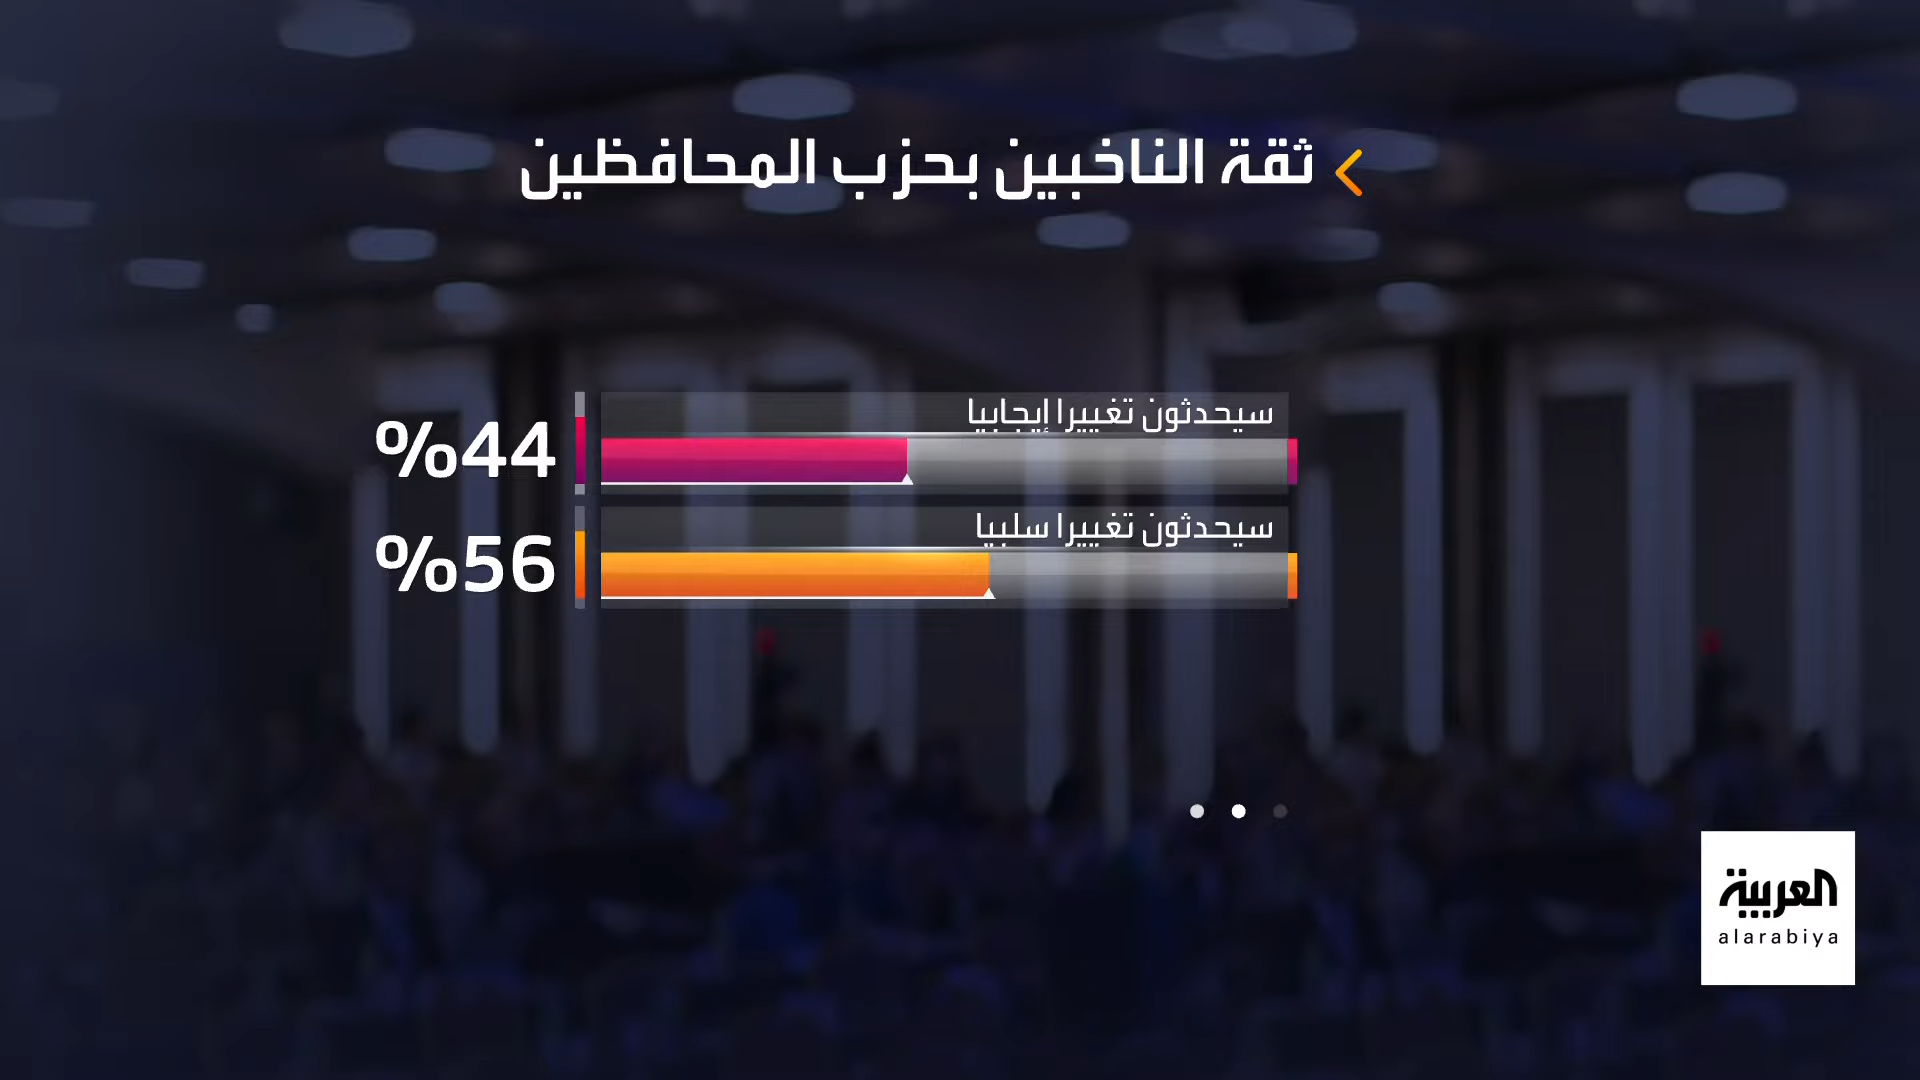 ثقة الناخبين بحزب المحافظين
سيحدثون تغييرا إيجابيا
%44
سيحدثون تغييرا سلبيا
%56
العربية
alarabiya